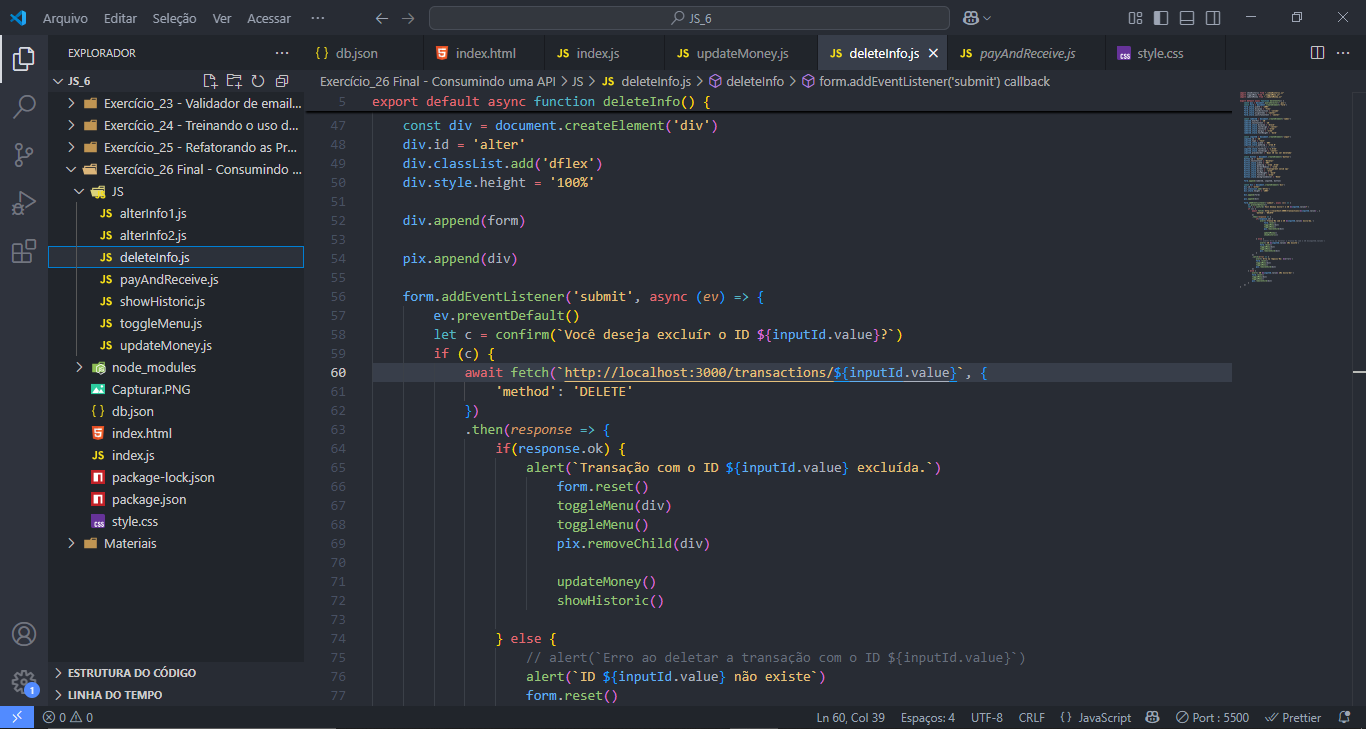 Arquivo Editar Seleção Ver Acessar ··· JS_6
EXPLORADOR ···
JS_6
Exercício_23 - Validador de email...
Exercício_24 - Treinando o uso d...
Exercício_25 - Refatorando as Pr...
Exercício_26 Final - Consumindo ...
JS
JS alterInfo1.js
JS alterInfo2.js
JS deleteInfo.js
JS payAndReceive.js
JS showHistoric.js
JS toggleMenu.js
JS updateMoney.js
node_modules
Capturar.PNG
{ } db.json
index.html
JS index.js
package-lock.json
package.json
style.css
Materiais
ESTRUTURA DO CÓDIGO
LINHA DO TEMPO
{ } db.json index.html JS index.js JS updateMoney.js JS deleteInfo.js JS payAndReceive.js style.css ···
Exercício_26 Final - Consumindo uma API > JS > JS deleteInfo.js > deleteInfo > form.addEventListener('submit') callback
5 export default async function deleteInfo() {
47 const div = document.createElement('div')
48 div.id = 'alter'
49 div.classList.add('dflex')
50 div.style.height = '100%'
51
52 div.append(form)
53
54 pix.append(div)
55
56 form.addEventListener('submit', async (ev) => {
57 ev.preventDefault()
58 let c = confirm(`Você deseja excluír o ID ${inputId.value}?`)
59 if (c) {
60 await fetch(`http://localhost:3000/transactions/${inputId.value}`, {
61 'method': 'DELETE'
62 })
63 .then(response => {
64 if(response.ok) {
65 alert(`Transação com o ID ${inputId.value} excluída.`)
66 form.reset()
67 toggleMenu(div)
68 toggleMenu()
69 pix.removeChild(div)
70
71 updateMoney()
72 showHistoric()
73
74 } else {
75 // alert(`Erro ao deletar a transação com o ID ${inputId.value}`)
76 alert(`ID ${inputId.value} não existe`)
77 form.reset()
1
0 0 Ln 60, Col 39 Espaços: 4 UTF-8 CRLF { } JavaScript Port : 5500 Prettier